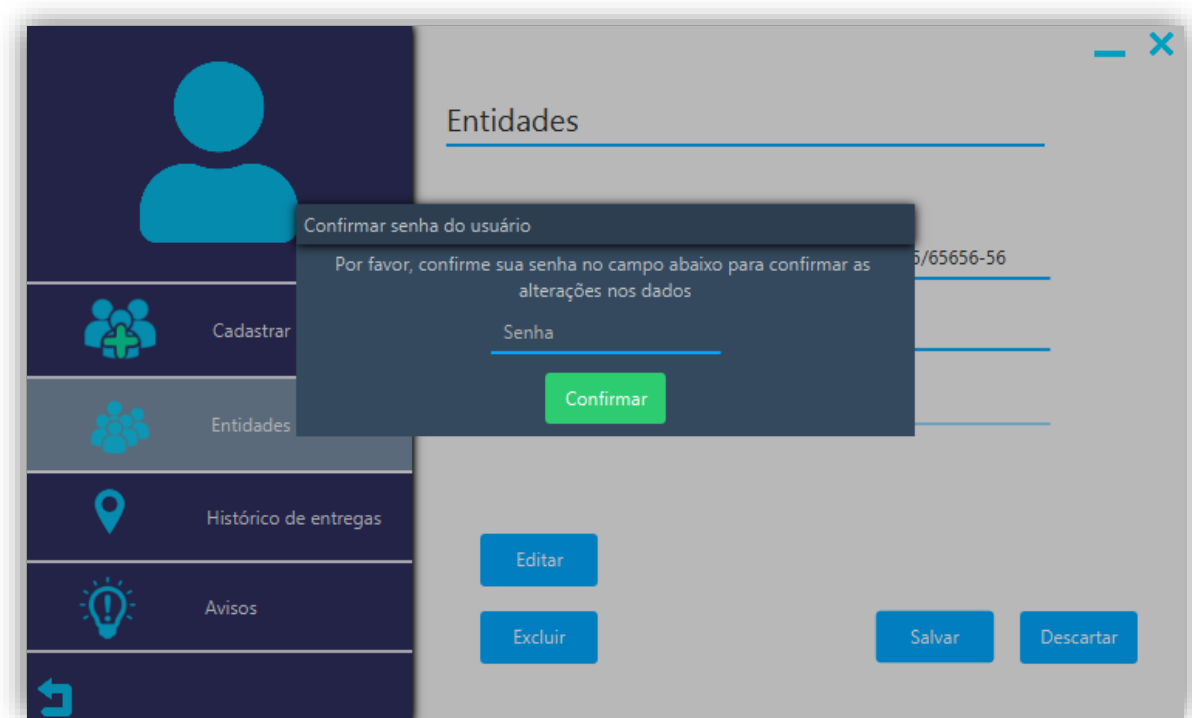 Entidades
Confirmar senha do usuário
Por favor, confirme sua senha no campo abaixo para confirmar as
alterações nos dados
/65656-56
Senha
Confirmar
Cadastrar
Entidades
Histórico de entregas
Avisos
Editar
Excluir
Salvar
Descartar